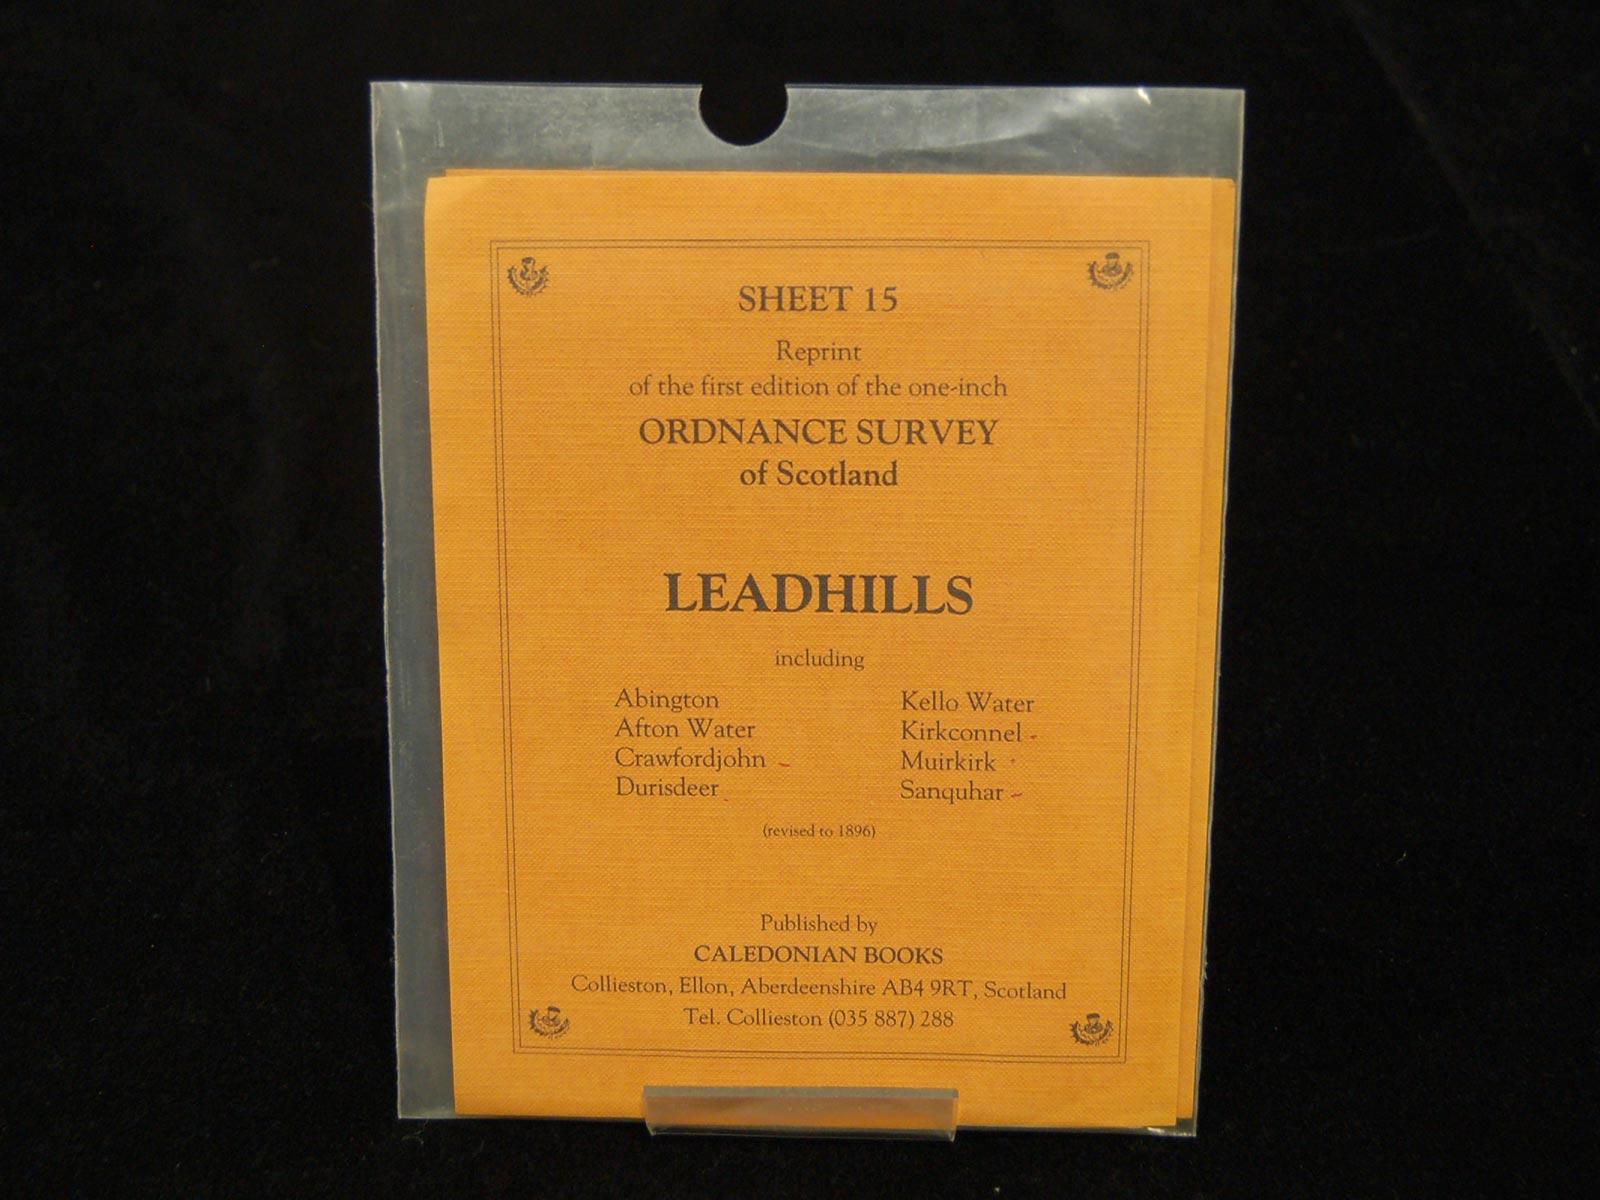 SHEET 15
Reprint
of the first edition of the one-inch
ORDNANCE SURVEY
of Scotland
LEADHILLS
including
Abington
Afton Water
Crawfordjohn
Durisdeer
Kello Water
Kirkconnel
Muirkirk
Sanquhar
(revised to 1896)
Published by
CALEDONIAN BOOKS
Collieston, Ellon, Aberdeenshire AB4 9RT, Scotland
Tel. Collieston (035 887) 288